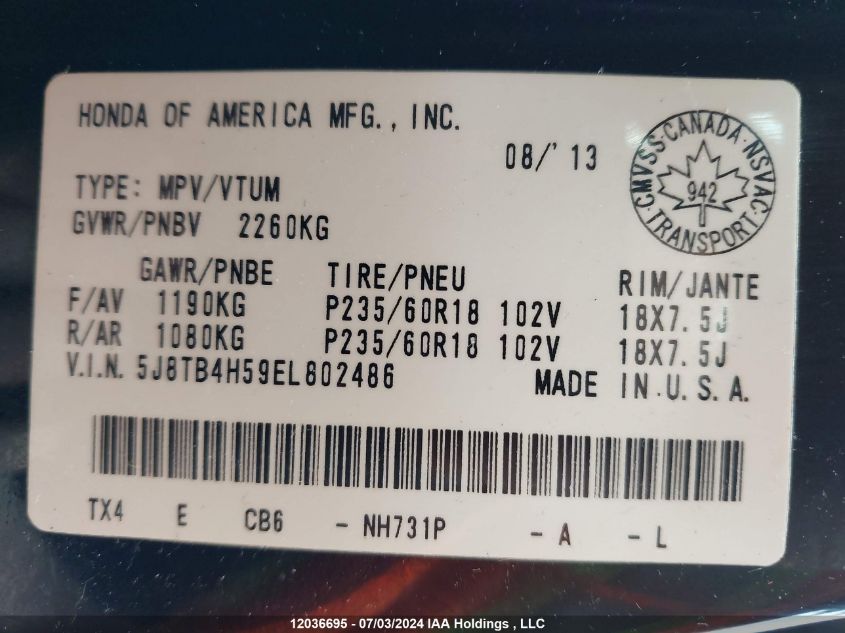 HONDA OF AMERICA MFG., INC.
08/'13
CMVSS·CANADA·NSVAC
942
TRANSPORT
TYPE: MPV/VTUM
GVWR/PNBV 2260KG
GAWR/PNBE TIRE/PNEU RIM/JANTE
F/AV 1190KG P235/60R18 102V 18X7.5J
R/AR 1080KG P235/60R18 102V 18X7.5J
V.I.N. 5J8TB4H59EL802486 MADE IN U.S.A.
TX4 E CB6 - NH731P - A - L
12036695 - 07/03/2024 IAA Holdings , LLC